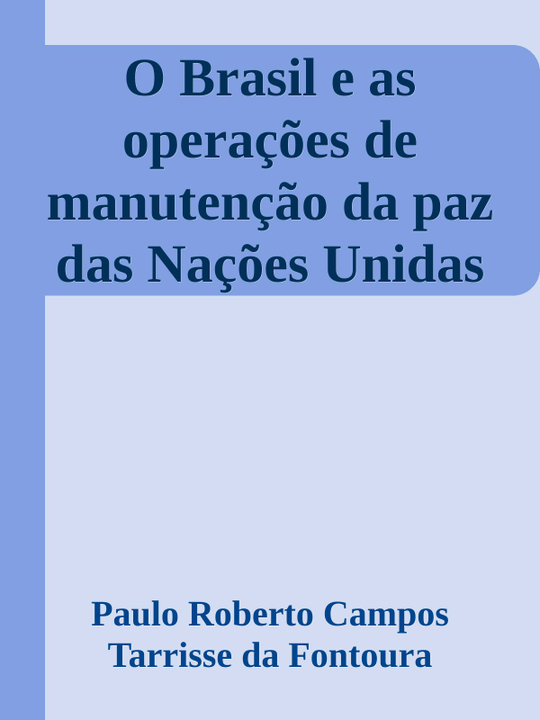 O Brasil e as
operações de
manutenção da paz
das Nações Unidas
Paulo Roberto Campos
Tarrisse da Fontoura